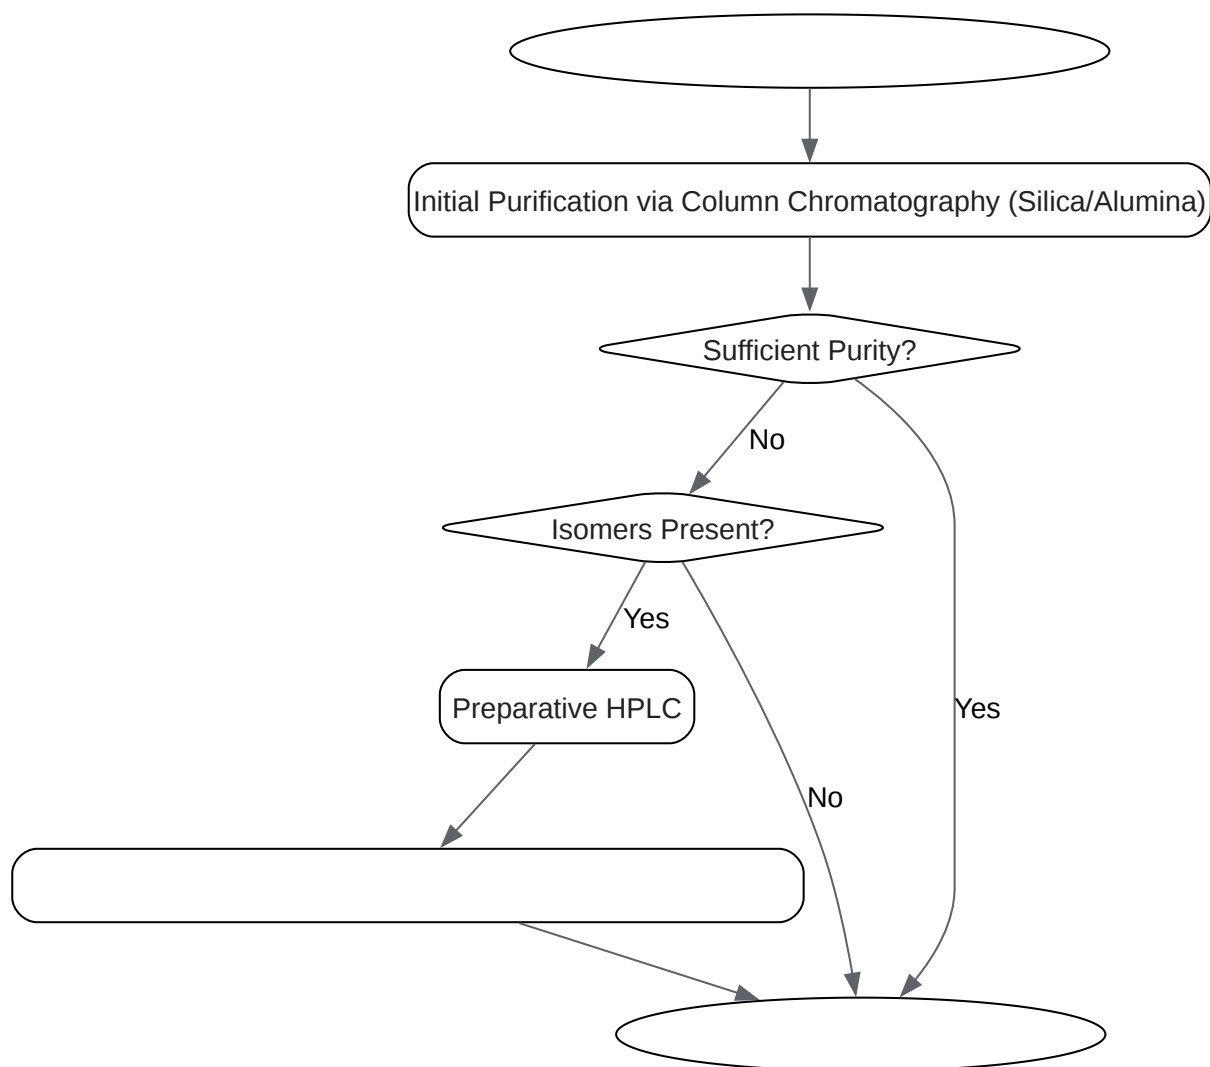 Initial Purification via Column Chromatography (Silica/Alumina)
Sufficient Purity?
No
Isomers Present?
Yes
Preparative HPLC
Yes
No